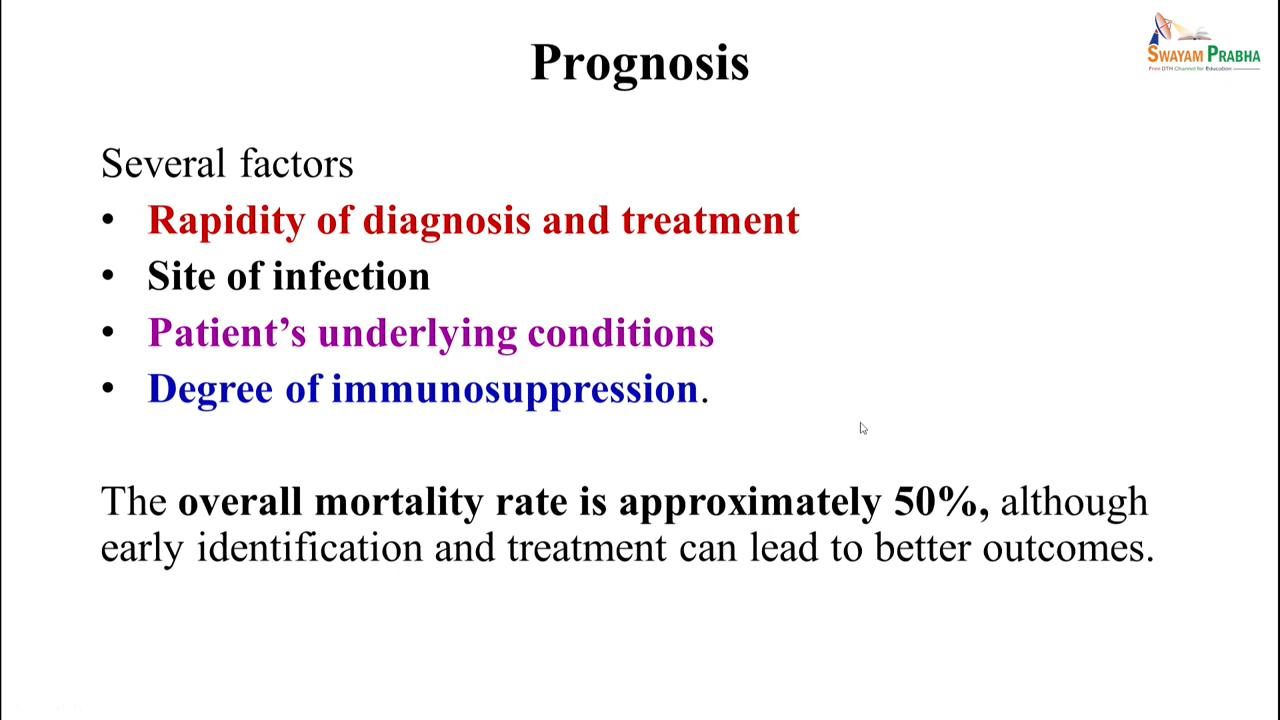 SWAYAM PRABHA
Free DTH Channel for Education
Prognosis
Several factors
• Rapidity of diagnosis and treatment
• Site of infection
• Patient’s underlying conditions
• Degree of immunosuppression.
The overall mortality rate is approximately 50%, although
early identification and treatment can lead to better outcomes.